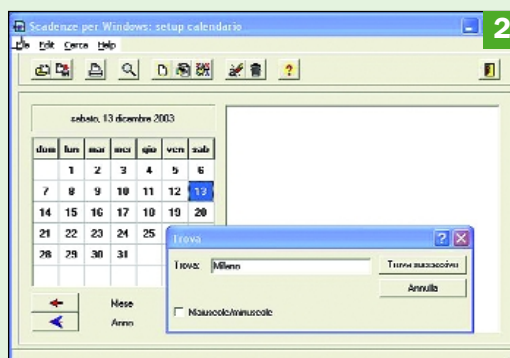 Scadenze per Windows: setup calendario
2
File Edit Cerca Help
sabato, 13 dicembre 2003
dom lun mar mer gio ven sab
1 2 3 4 5 6
7 8 9 10 11 12 13
14 15 16 17 18 19 20
21 22 23 24 25
28 29 30 31
Trova
Trova: Milano
Trova successivo
Annulla
Maiuscole/minuscole
Mese
Anno